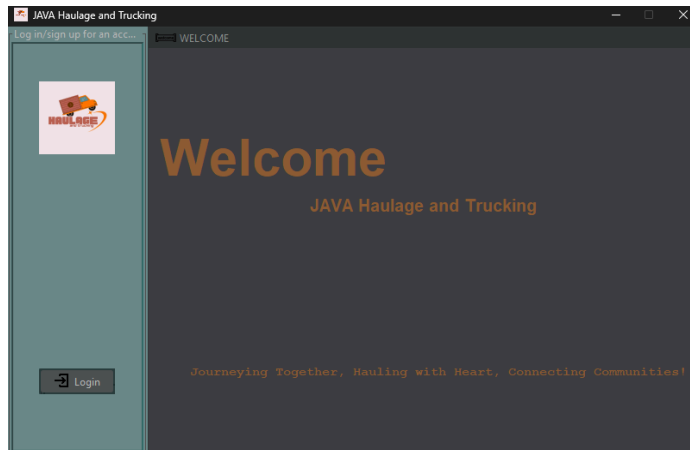 JAVA Haulage and Trucking
Log in/sign up for an acc...
WELCOME
HAULAGE
Welcome
JAVA Haulage and Trucking
Journeying Together, Hauling with Heart, Connecting Communities!
Login